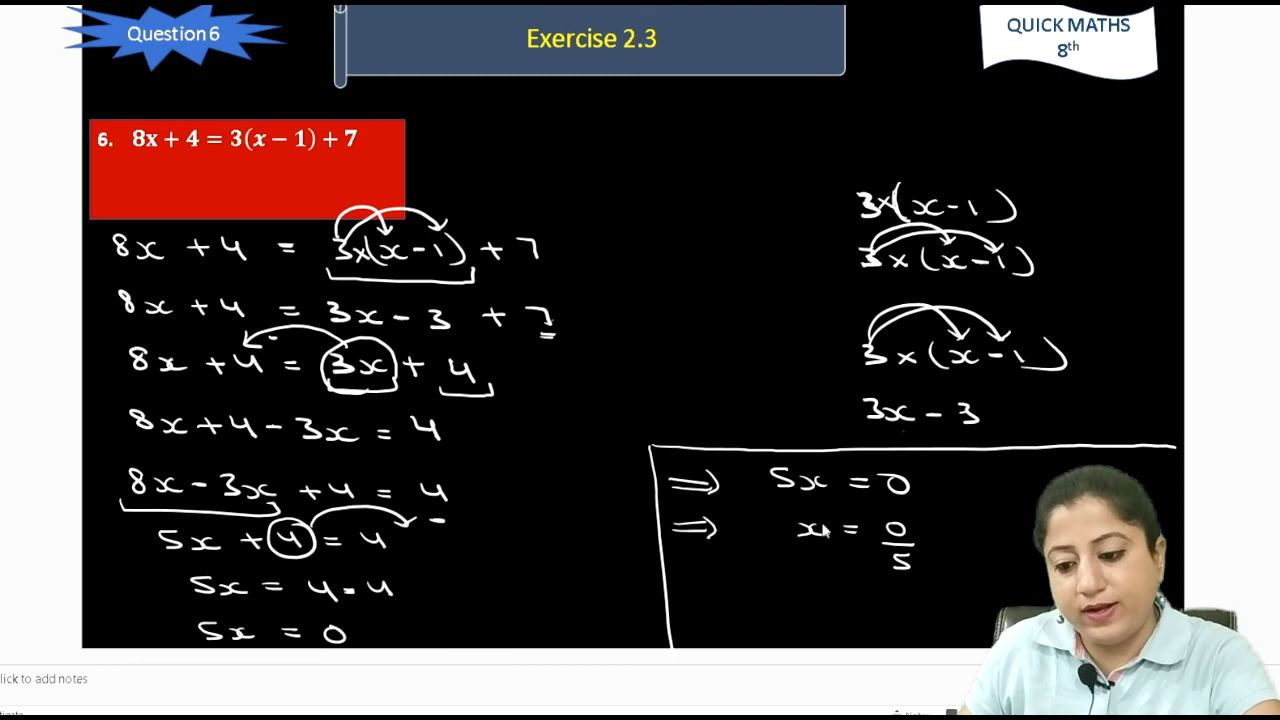 Question 6
Exercise 2.3
QUICK MATHS
8th
6. 8x + 4 = 3(x − 1) + 7
8x + 4 = 3×(x − 1) + 7
8x + 4 = 3x − 3 + 7
8x + 4 = 3x + 4
8x + 4 − 3x = 4
8x − 3x + 4 = 4
5x + 4 = 4
5x = 4 - 4
5x = 0
3×(x − 1)
3×(x − 1)
3×(x − 1)
3x − 3
⟹ 5x = 0
⟹ x = 0/5
lick to add notes